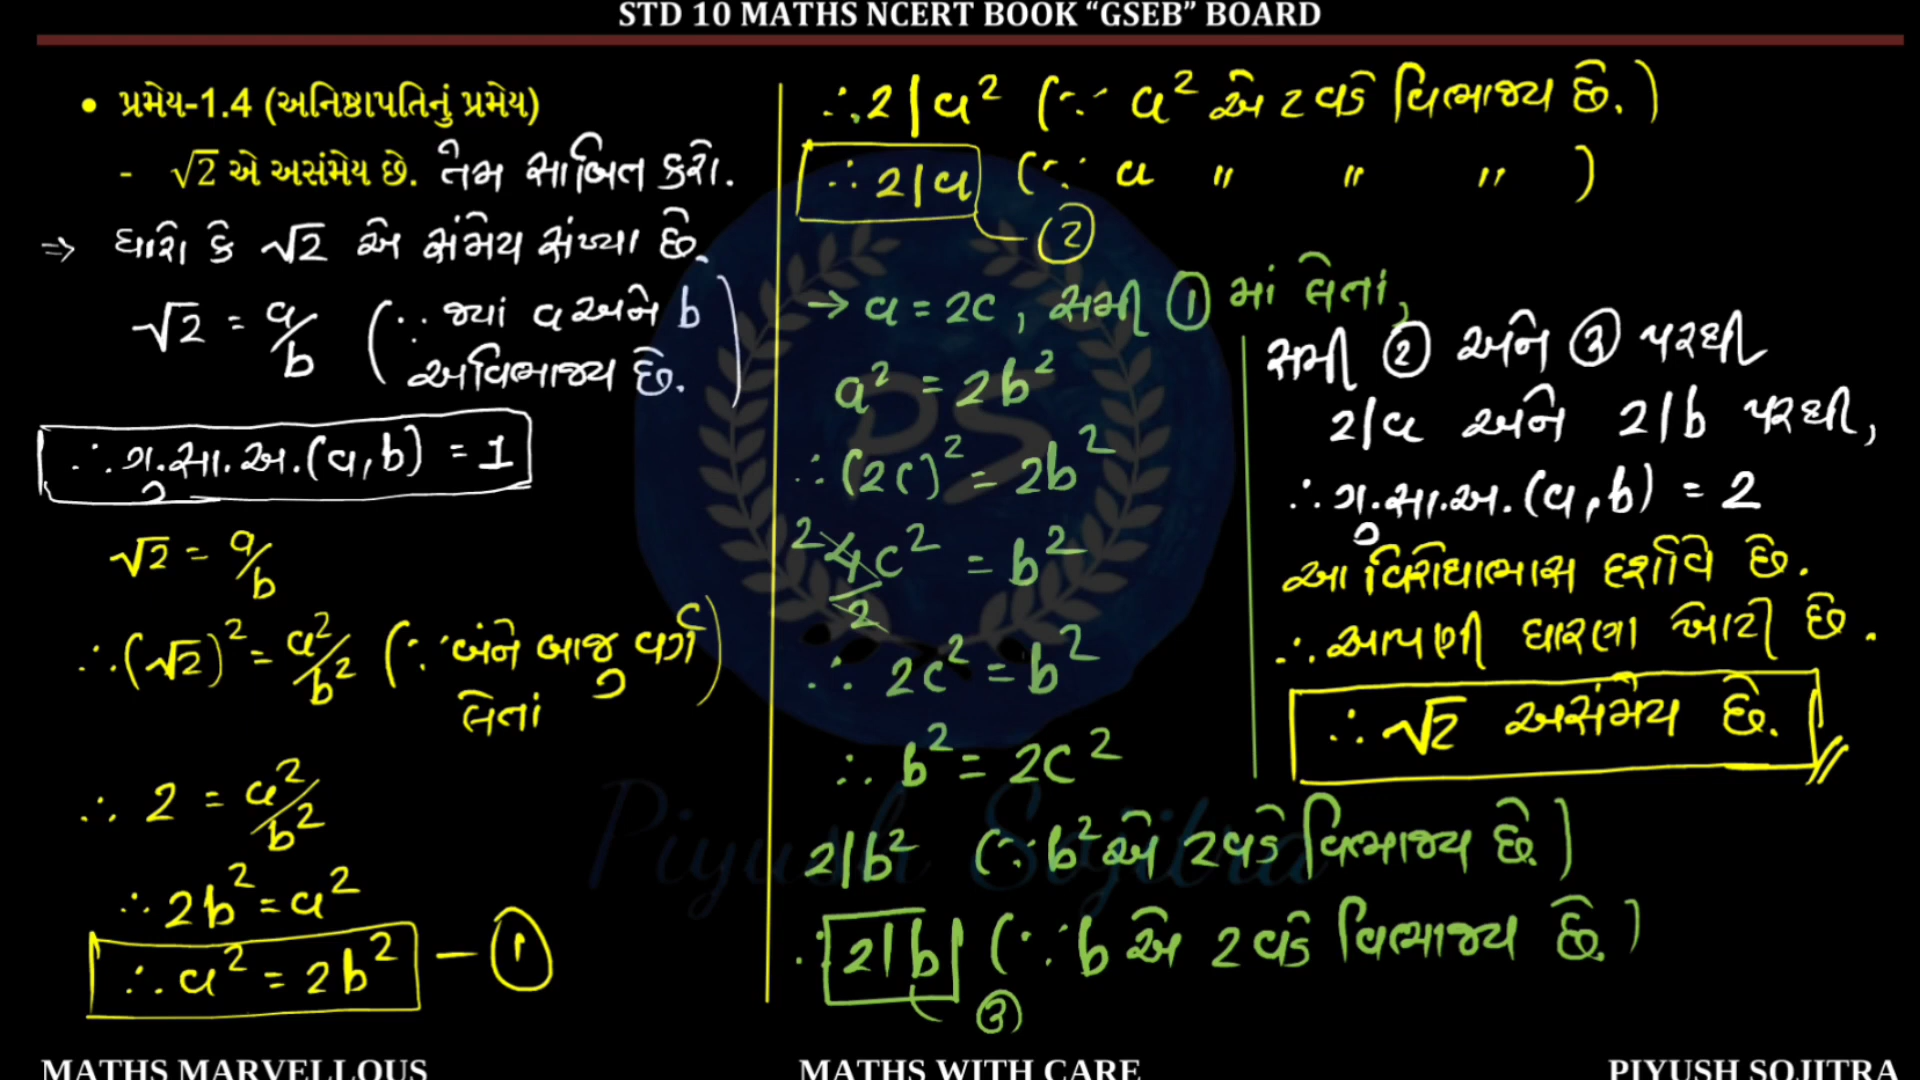 STD 10 MATHS NCERT BOOK “GSEB” BOARD
• પ્રમેય-1.4 (અનિષ્ઠાપતિનું પ્રમેય)
- √2 એ અસંમેય છે. તેમ સાબિત કરો.
⇒ ધારો કે √2 એ સંમેય સંખ્યા છે.
√2 = a/b (∵ જ્યાં a અને b
અવિભાજ્ય છે.)
∴ ગુ.સા.અ.(a,b) = 1
√2 = a/b
∴ (√2)² = a²/b² (∵ બંને બાજુ વર્ગ
લેતાં)
∴ 2 = a²/b²
∴ 2b² = a²
∴ a² = 2b² — ①
∴ 2|a² (∵ a² એ 2 વડે વિભાજ્ય છે.)
∴ 2|a (∵ a " " " )
②
→ a = 2c, સમી ① માં લેતાં,
a² = 2b²
∴ (2c)² = 2b²
2 4c²/2 = b²
∴ 2c² = b²
∴ b² = 2c²
2|b² (∵ b² એ 2 વડે વિભાજ્ય છે.)
∴ 2|b (∵ b એ 2 વડે વિભાજ્ય છે.)
③
સમી ② અને ③ પરથી
2|a અને 2|b પરથી,
∴ ગુ.સા.અ.(a,b) = 2
આ વિરોધાભાસ દર્શાવે છે.
∴ આપણી ધારણા ખોટી છે.
∴ √2 અસંમેય છે.
PS
Piyush Sojitra
MATHS MARVELLOUS
MATHS WITH CARE
PIYUSH SOJITRA